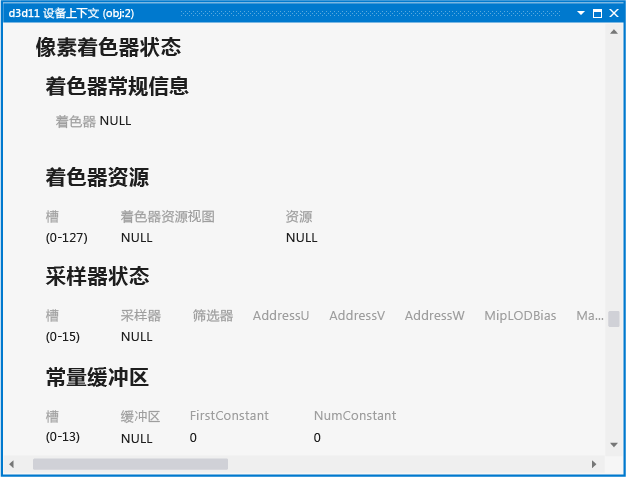 d3d11 设备上下文 (obj:2)
像素着色器状态
着色器常规信息
着色器 NULL
着色器资源
槽 着色器资源视图 资源
(0-127) NULL NULL
采样器状态
槽 采样器 筛选器 AddressU AddressV AddressW MipLODBias Ma...
(0-15) NULL
常量缓冲区
槽 缓冲区 FirstConstant NumConstant
(0-13) NULL 0 0